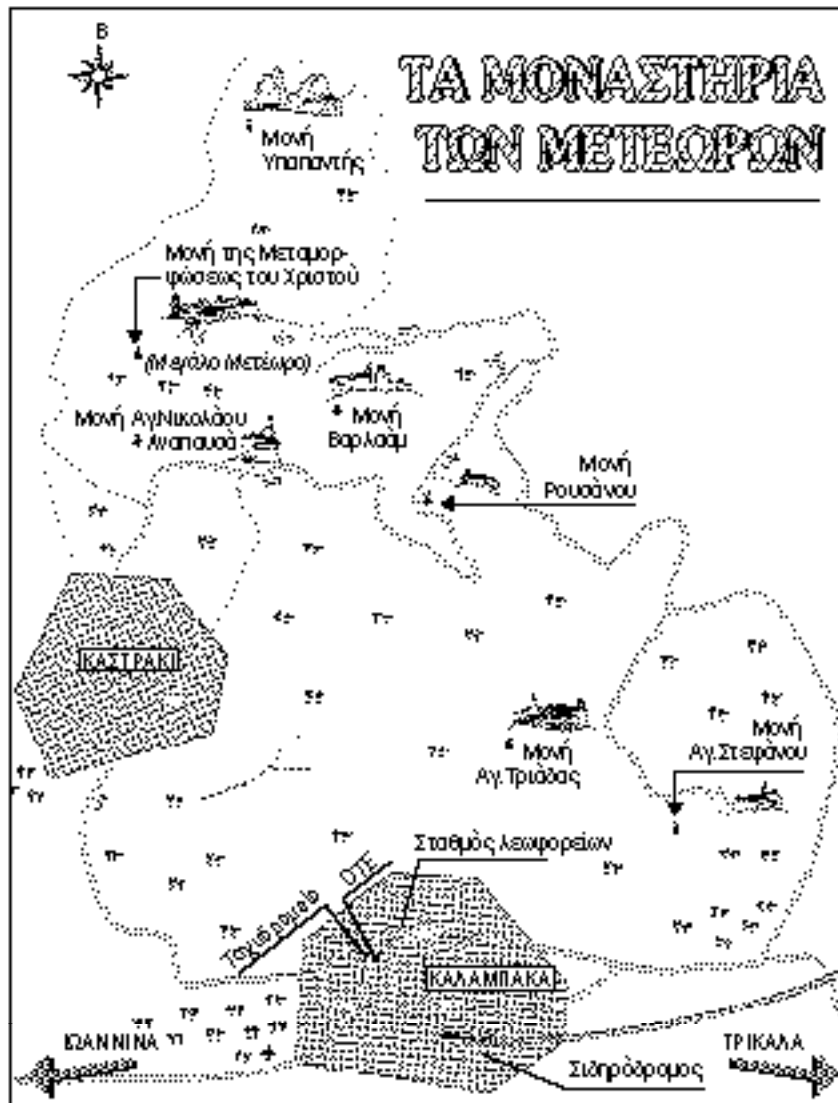 Β
ΤΑ ΜΟΝΑΣΤΗΡΙΑ
ΤΩΝ ΜΕΤΕΩΡΩΝ
Μονή
Υπαπαντής
Μονή της Μεταμορ-
φώσεως του Χριστού
(Μεγάλο Μετέωρο)
Μονή Αγ.Νικολάου
Αναπαυσά
Μονή
Βαρλαάμ
Μονή
Ρουσάνου
ΚΑΣΤΡΑΚΙ
Μονή
Αγ.Τριάδας
Μονή
Αγ.Στεφάνου
Σταθμός λεωφορείων
ΟΤΕ
Ταχυδρομείο
ΚΑΛΑΜΠΑΚΑ
ΙΩΑΝΝΙΝΑ
ΤΡΙΚΑΛΑ
Σιδηρόδρομος